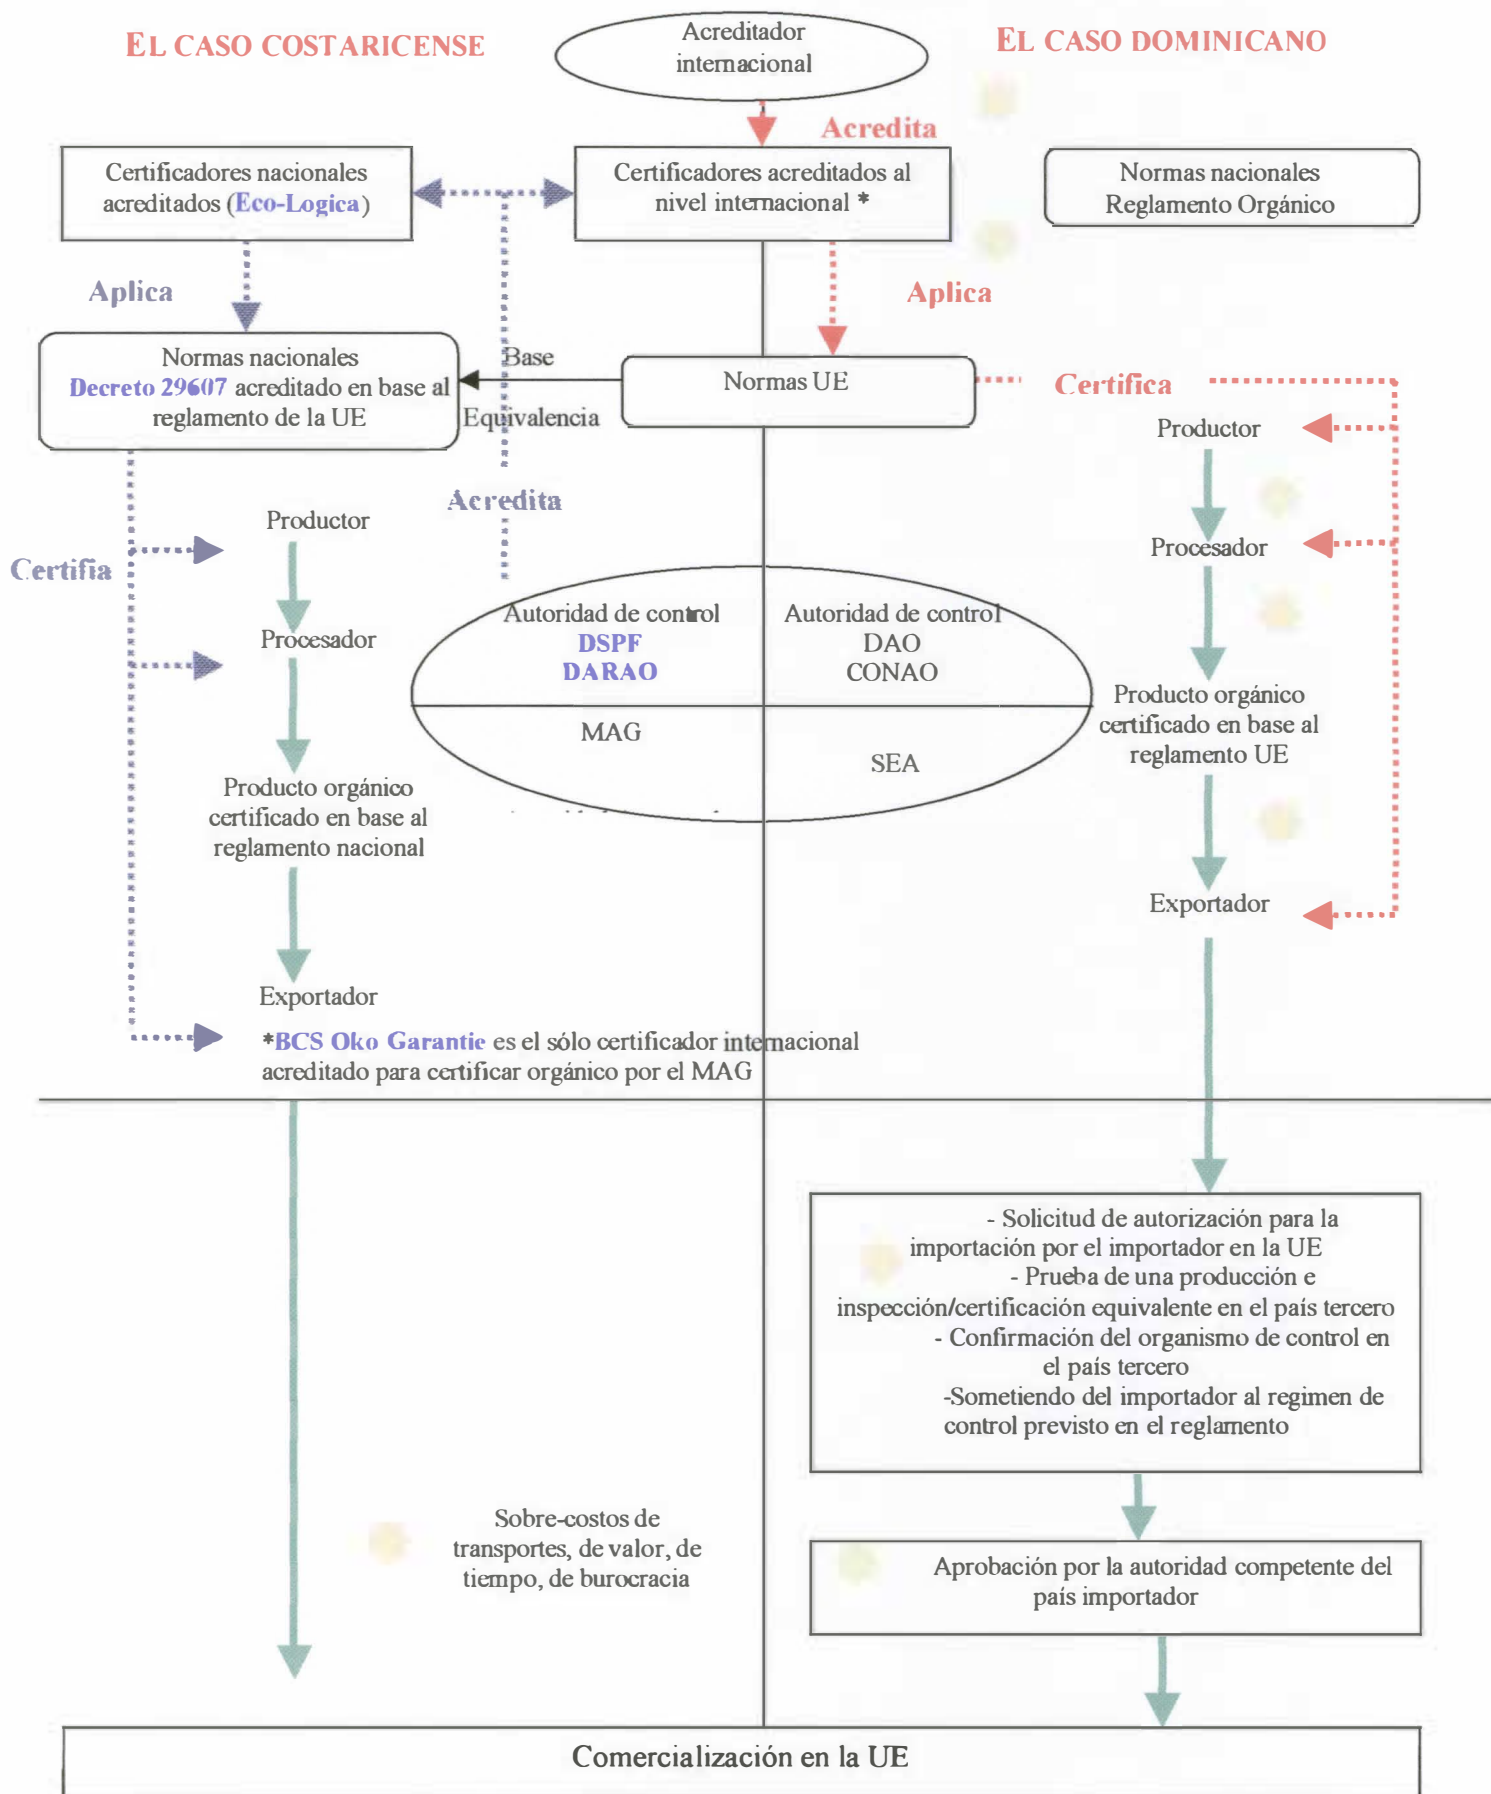 EL CASO COSTARICENSE
Acreditador
internacional
EL CASO DOMINICANO
Acredita
Certificadores nacionales
acreditados (Eco-Logica)
Certificadores acreditados al
nivel internacional *
Normas nacionales
Reglamento Orgánico
Aplica
Aplica
Normas nacionales
Decreto 29607 acreditado en base al
reglamento de la UE
Base
Equivalencia
Normas UE
Certifica
Acredita
Certifia
Productor
Procesador
Producto orgánico
certificado en base al
reglamento nacional
Exportador
*BCS Oko Garantie es el sólo certificador internacional
acreditado para certificar orgánico por el MAG
Autoridad de control
DSPF
DARAO
MAG
Autoridad de control
DAO
CONAO
SEA
Productor
Procesador
Producto orgánico
certificado en base al
reglamento UE
Exportador
- Solicitud de autorización para la
importación por el importador en la UE
- Prueba de una producción e
inspección/certificación equivalente en el país tercero
- Confirmación del organismo de control en
el país tercero
-Sometiendo del importador al regimen de
control previsto en el reglamento
Sobre-costos de
transportes, de valor, de
tiempo, de burocracia
Aprobación por la autoridad competente del
país importador
Comercialización en la UE